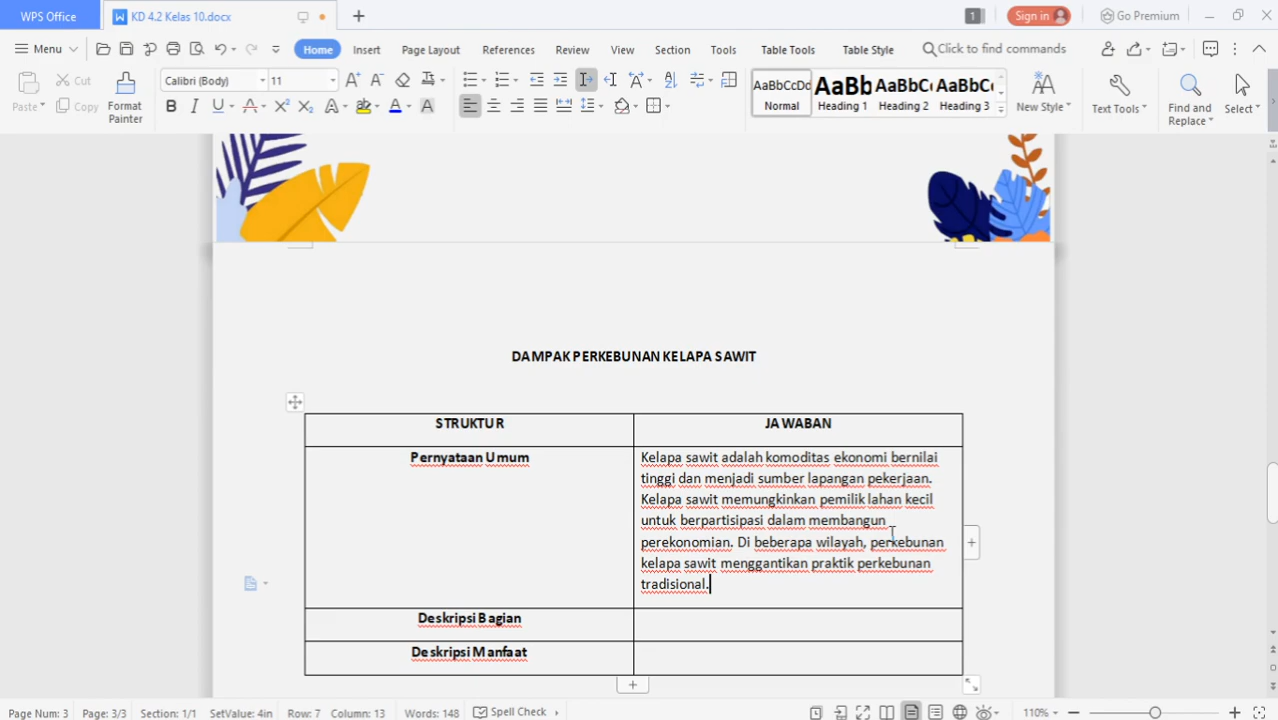 WPS Office
KD 4.2 Kelas 10.docx
1
Sign in
Go Premium
Menu
Home
Insert
Page Layout
References
Review
View
Section
Tools
Table Tools
Table Style
Click to find commands
Paste
Cut
Copy
Format Painter
Calibri (Body)
11
AaBbCcDd
Normal
AaBb
Heading 1
AaBbC
Heading 2
AaBbC
Heading 3
New Style
Text Tools
Find and Replace
Select
DAMPAK PERKEBUNAN KELAPA SAWIT
STRUKTUR
JAWABAN
Pernyataan Umum
Kelapa sawit adalah komoditas ekonomi bernilai
tinggi dan menjadi sumber lapangan pekerjaan.
Kelapa sawit memungkinkan pemilik lahan kecil
untuk berpartisipasi dalam membangun
perekonomian. Di beberapa wilayah, perkebunan
kelapa sawit menggantikan praktik perkebunan
tradisional.
Deskripsi Bagian
Deskripsi Manfaat
Page Num: 3
Page: 3/3
Section: 1/1
SetValue: 4in
Row: 7
Column: 13
Words: 148
Spell Check
110%